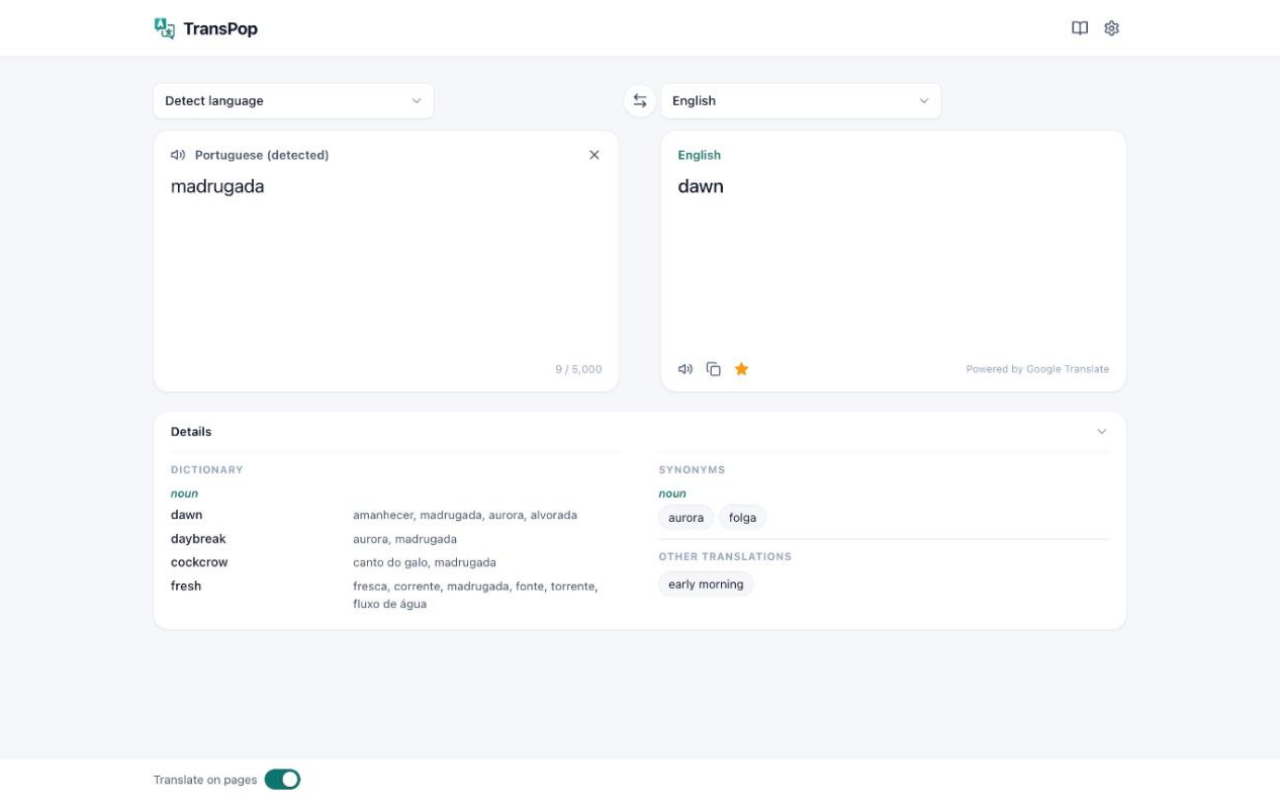 TransPop
Detect language
English
Portuguese (detected)
madrugada
9 / 5,000
English
dawn
Powered by Google Translate
Details
DICTIONARY
noun
dawn amanhecer, madrugada, aurora, alvorada
daybreak aurora, madrugada
cockcrow canto do galo, madrugada
fresh fresca, corrente, madrugada, fonte, torrente,
fluxo de água
SYNONYMS
noun
aurora folga
OTHER TRANSLATIONS
early morning
Translate on pages